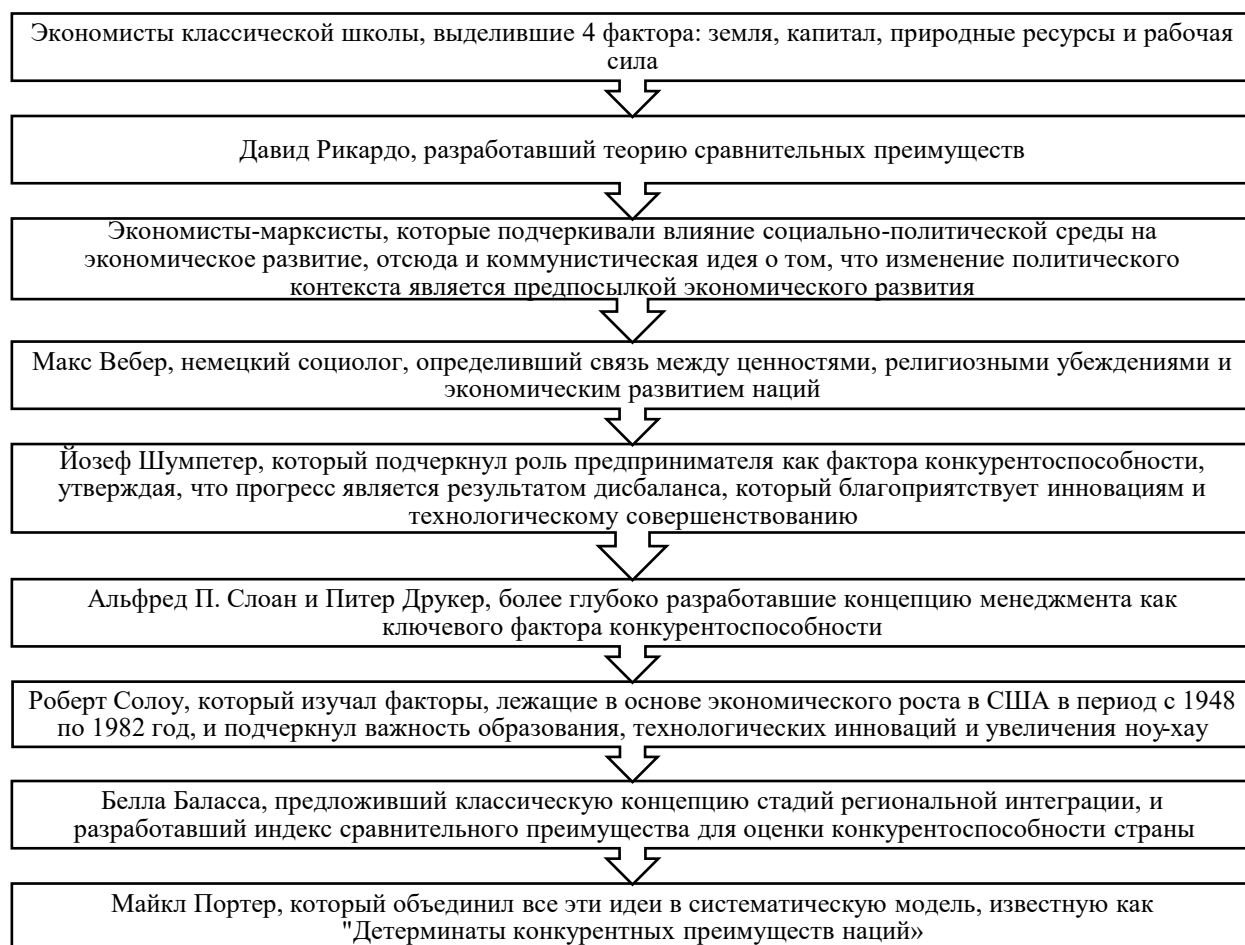 Экономисты классической школы, выделившие 4 фактора: земля, капитал, природные ресурсы и рабочая
сила
Давид Рикардо, разработавший теорию сравнительных преимуществ
Экономисты-марксисты, которые подчеркивали влияние социально-политической среды на
экономическое развитие, отсюда и коммунистическая идея о том, что изменение политического
контекста является предпосылкой экономического развития
Макс Вебер, немецкий социолог, определивший связь между ценностями, религиозными убеждениями и
экономическим развитием наций
Йозеф Шумпетер, который подчеркнул роль предпринимателя как фактора конкурентоспособности,
утверждая, что прогресс является результатом дисбаланса, который благоприятствует инновациям и
технологическому совершенствованию
Альфред П. Слоан и Питер Друкер, более глубоко разработавшие концепцию менеджмента как
ключевого фактора конкурентоспособности
Роберт Солоу, который изучал факторы, лежащие в основе экономического роста в США в период с 1948
по 1982 год, и подчеркнул важность образования, технологических инноваций и увеличения ноу-хау
Белла Баласса, предложивший классическую концепцию стадий региональной интеграции, и
разработавший индекс сравнительного преимущества для оценки конкурентоспособности страны
Майкл Портер, который объединил все эти идеи в систематическую модель, известную как
"Детерминаты конкурентных преимуществ наций»